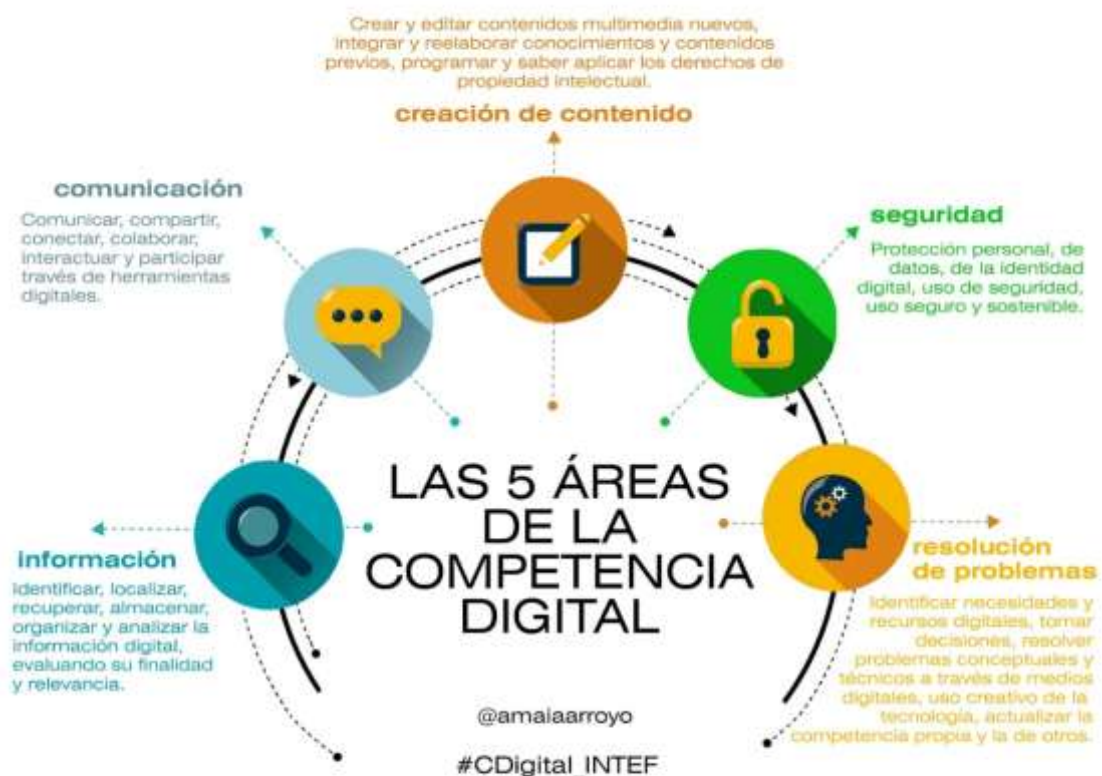 Crear y editar contenidos multimedia nuevos,
integrar y reelaborar conocimientos y contenidos
previos, programar y saber aplicar los derechos de
propiedad intelectual.
creación de contenido
comunicación
Comunicar, compartir,
conectar, colaborar,
interactuar y participar
través de herramientas
digitales.
seguridad
Protección personal, de
datos, de la identidad
digital, uso de seguridad,
uso seguro y sostenible.
información
Identificar, localizar,
recuperar, almacenar,
organizar y analizar la
información digital,
evaluando su finalidad
y relevancia.
LAS 5 ÁREAS
DE LA
COMPETENCIA
DIGITAL
resolución
de problemas
Identificar necesidades y
recursos digitales, tomar
decisiones, resolver
problemas conceptuales y
técnicos a través de medios
digitales, uso creativo de la
tecnología, actualizar la
competencia propia y la de otros.
@amaiaarroyo
#CDigital_INTEF